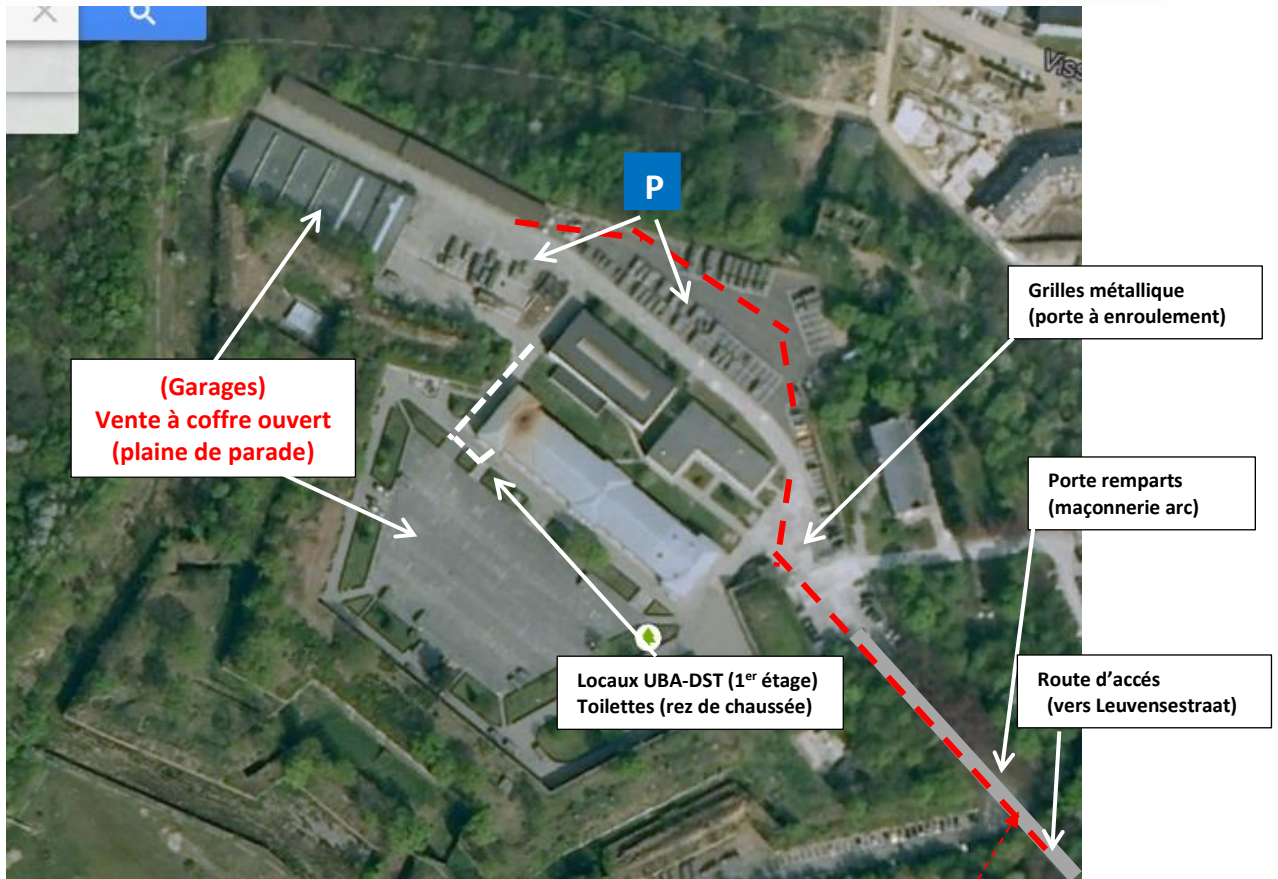 Viss
P
Grilles métallique
(porte à enroulement)
(Garages)
Vente à coffre ouvert
(plaine de parade)
Porte remparts
(maçonnerie arc)
Locaux UBA-DST (1er étage)
Toilettes (rez de chaussée)
Route d’accés
(vers Leuvensestraat)